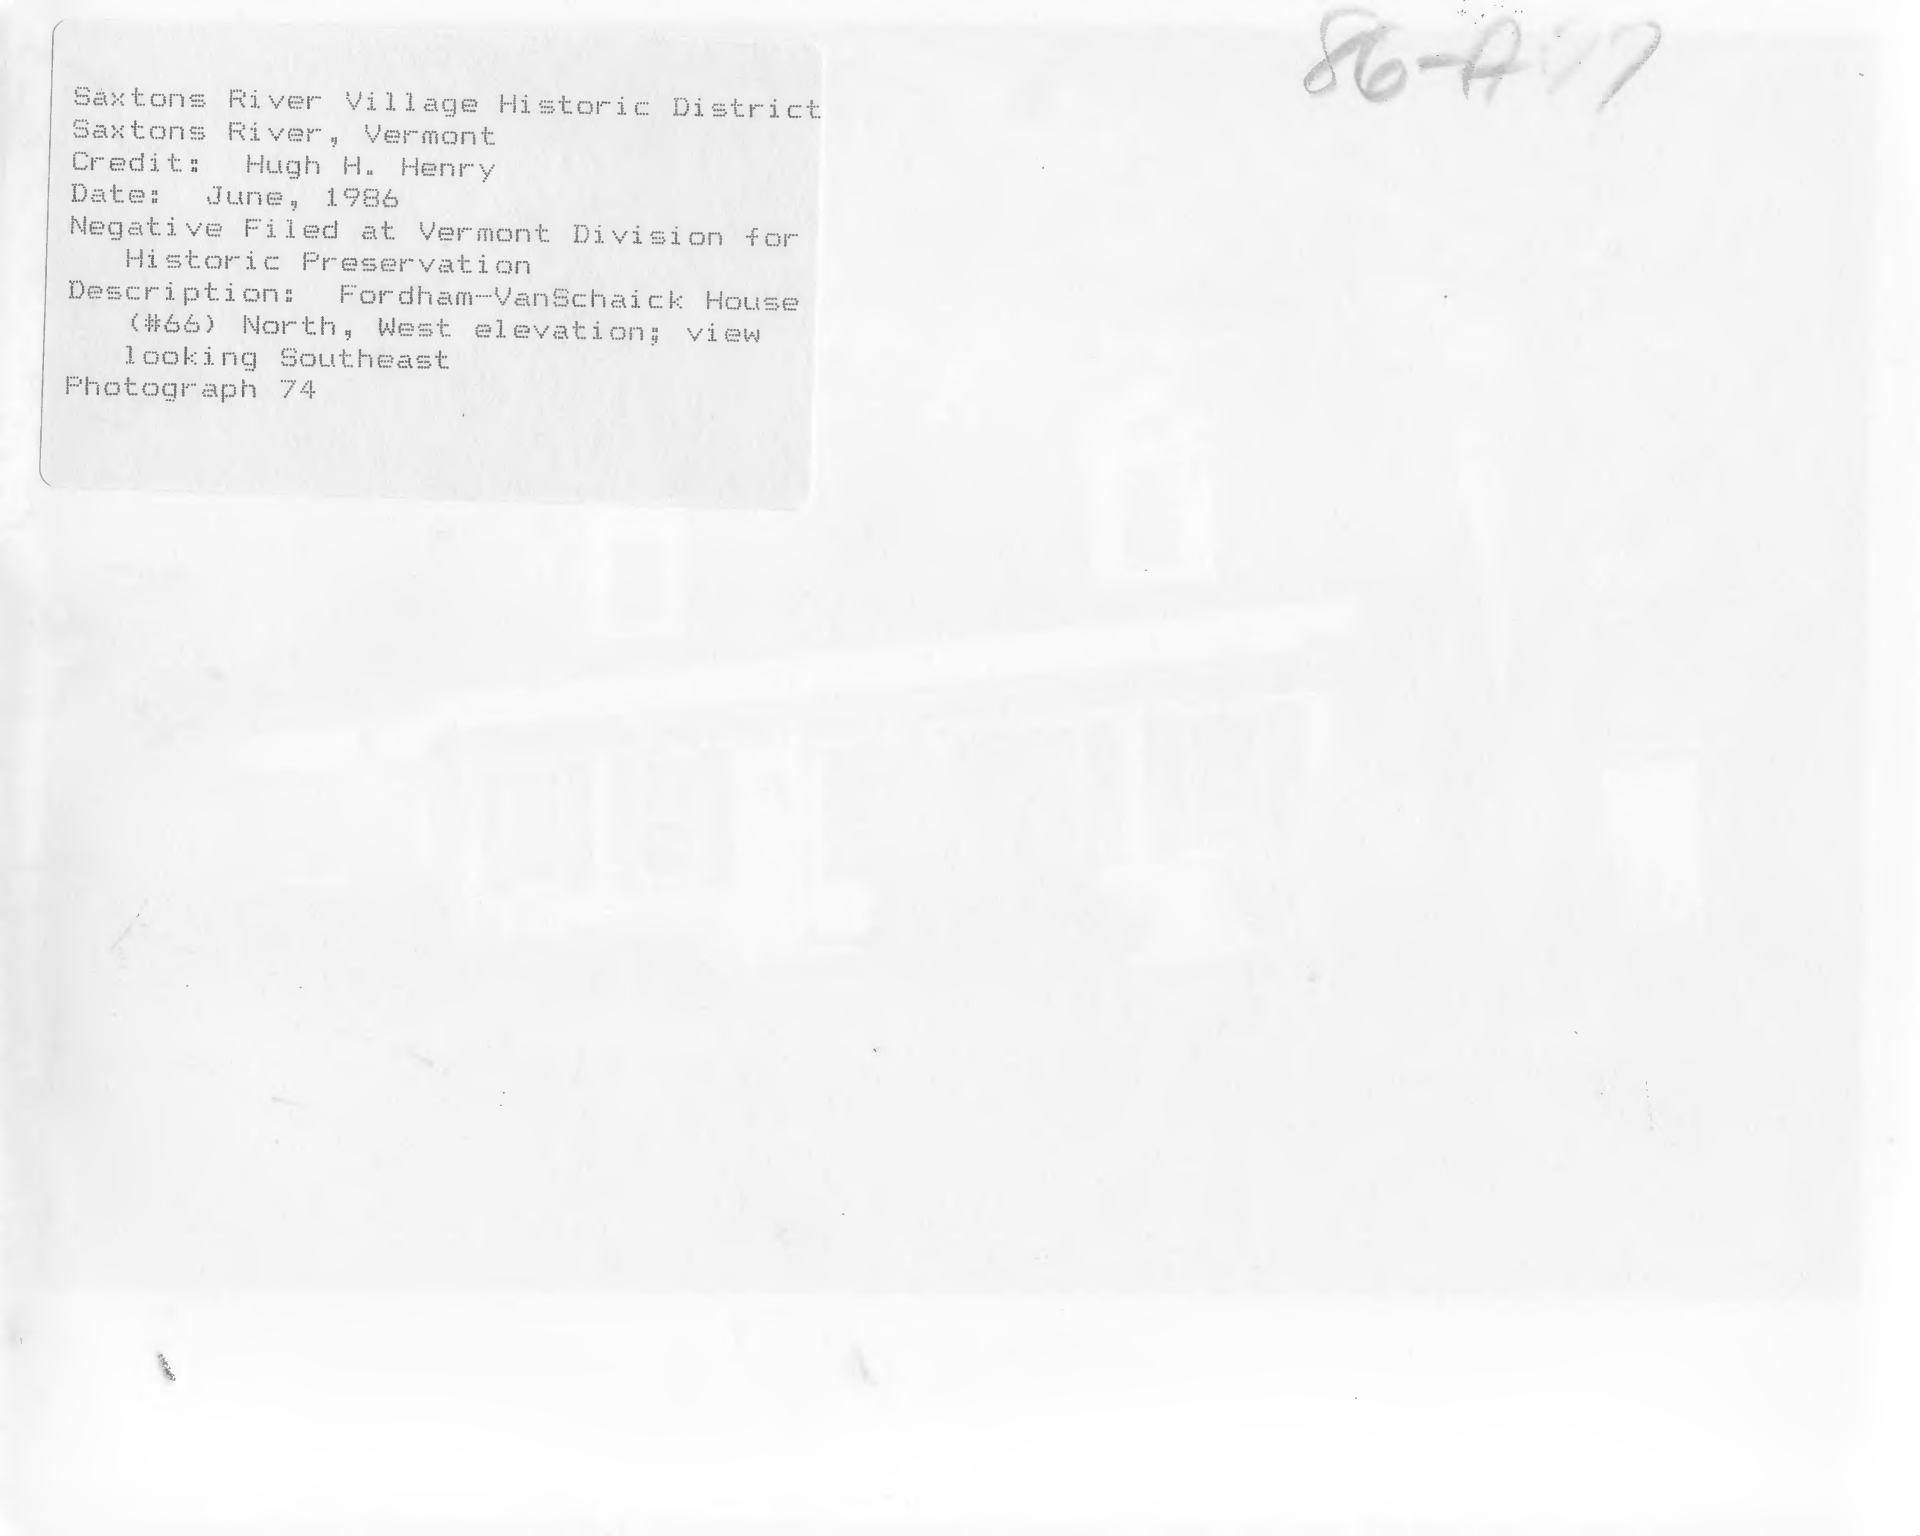 Saxtons River Village Historic District
Saxtons River, Vermont
Credit: Hugh H. Henry
Date: June, 1986
Negative Filed at Vermont Division for
Historic Preservation
Description: Fordham-VanSchaick House
(#66) North, West elevation; view
looking Southeast
Photograph 74